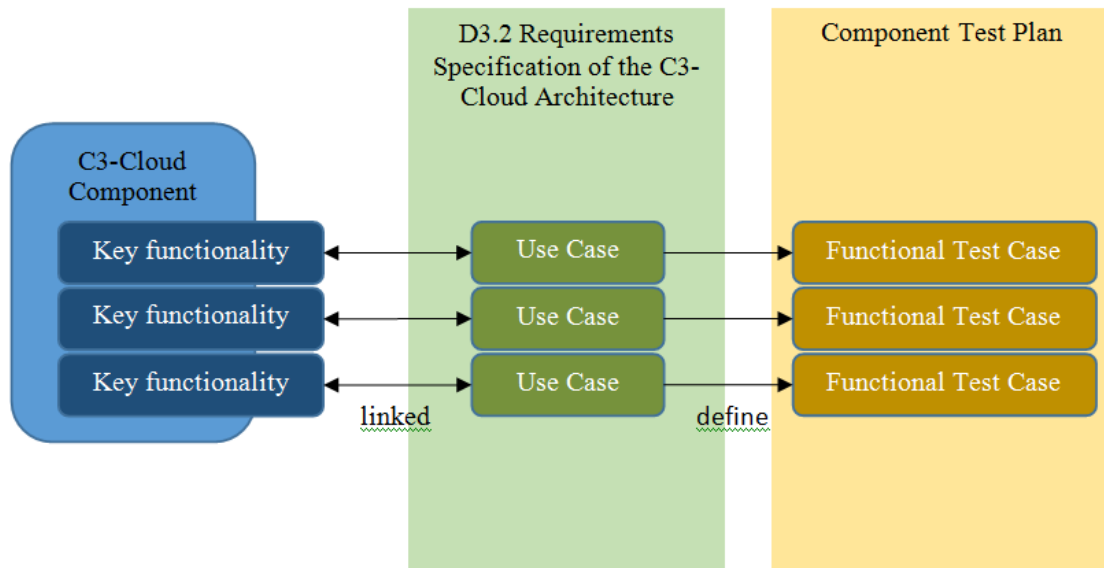 D3.2 Requirements
Specification of the C3-
Cloud Architecture
Component Test Plan
C3-Cloud
Component
Key functionality
Use Case
Functional Test Case
Key functionality
Use Case
Functional Test Case
Key functionality
Use Case
Functional Test Case
linked
define